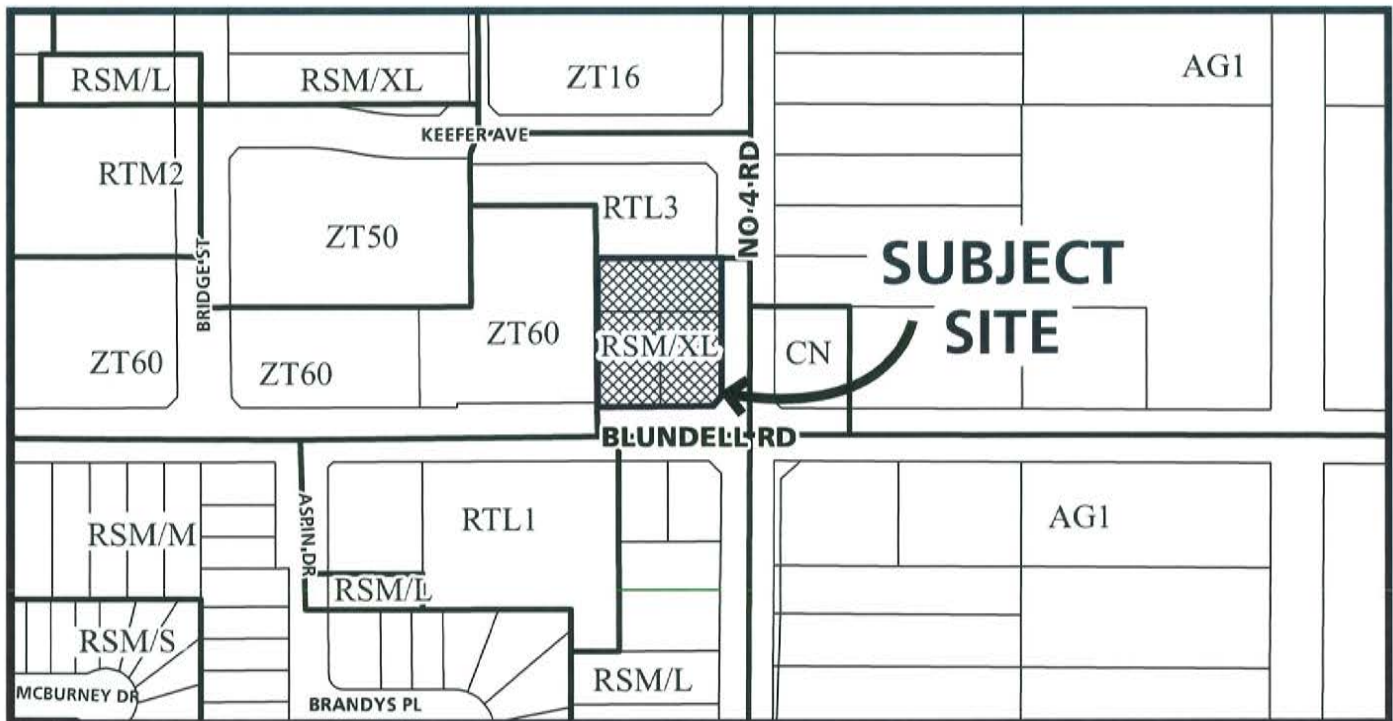 RSM/L
RSM/XL
ZT16
AG1
KEEFER AVE
RTM2
NO 4 RD
RTL3
ZT50
BRIDGE ST
SUBJECT
SITE
ZT60
RSM/XL
CN
ZT60
ZT60
BLUNDELL RD
ASPIN DR
RSM/M
RTL1
AG1
RSM/L
RSM/S
RSM/L
MCBURNEY DR
BRANDYS PL